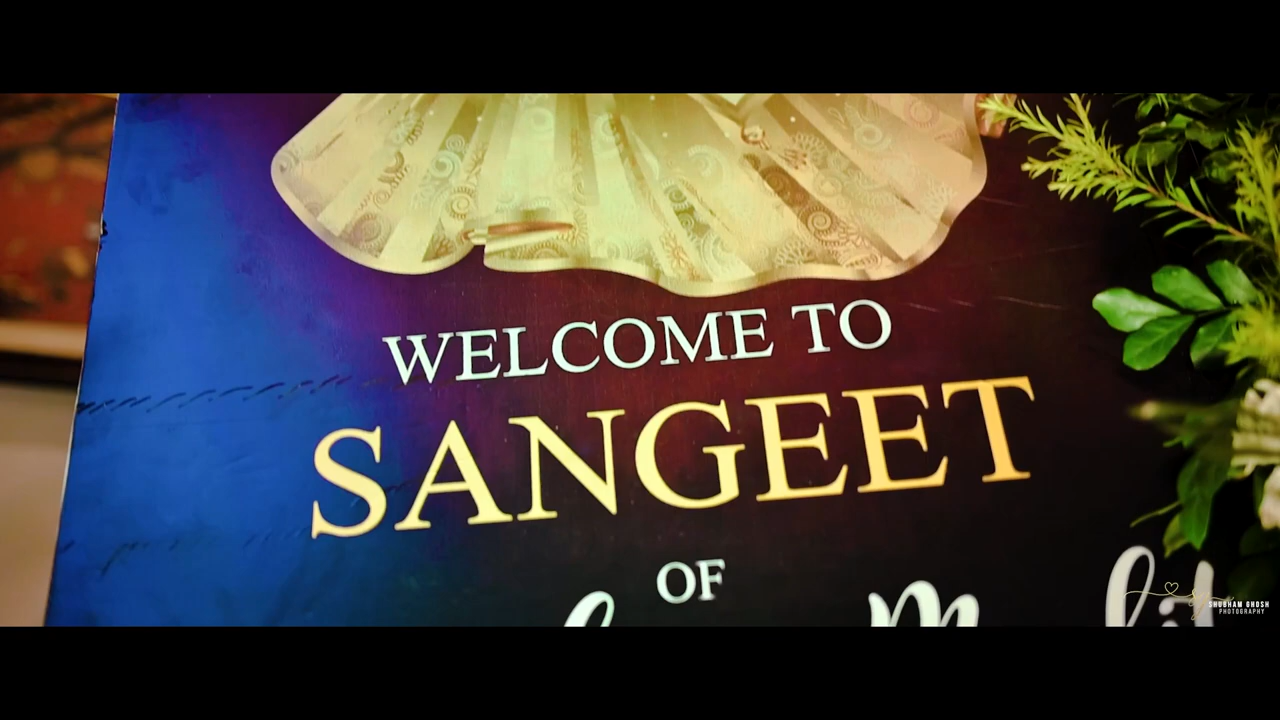 WELCOME TO
SANGEET
OF
SHUBHAM GHOSH
PHOTOGRAPHY